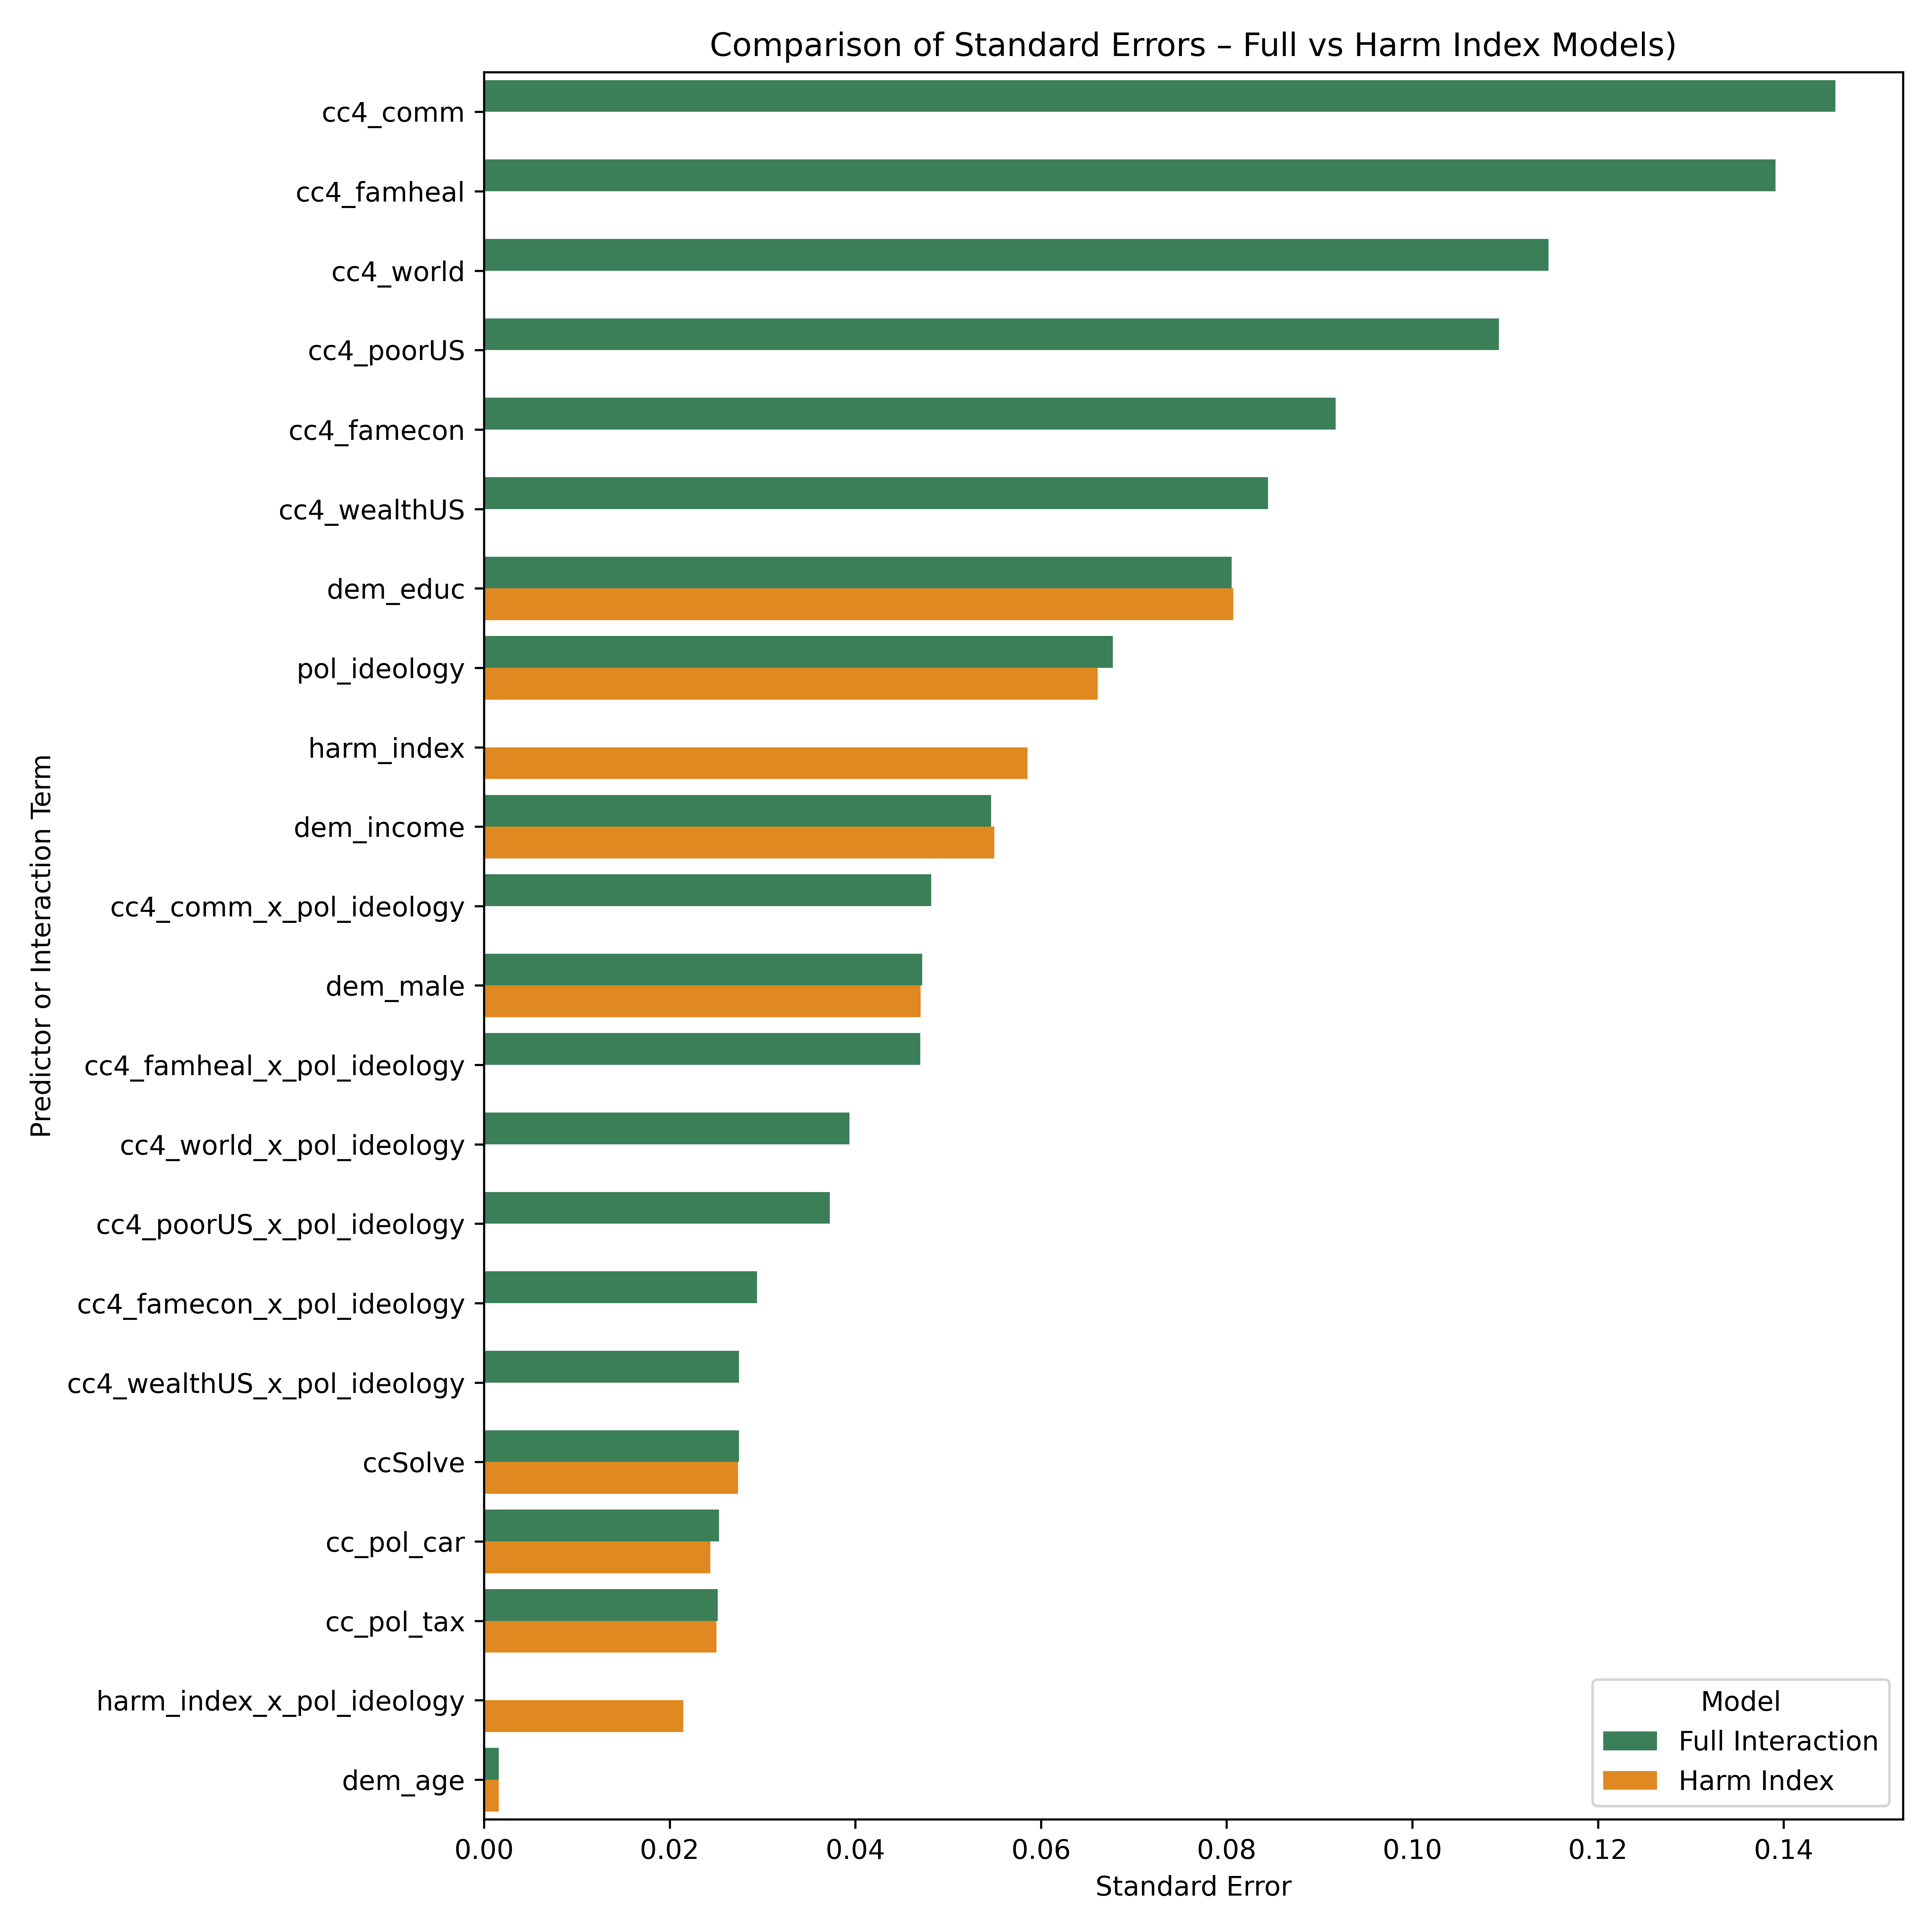 Comparison of Standard Errors – Full vs Harm Index Models)
Predictor or Interaction Term
cc4_comm
cc4_famheal
cc4_world
cc4_poorUS
cc4_famecon
cc4_wealthUS
dem_educ
pol_ideology
harm_index
dem_income
cc4_comm_x_pol_ideology
dem_male
cc4_famheal_x_pol_ideology
cc4_world_x_pol_ideology
cc4_poorUS_x_pol_ideology
cc4_famecon_x_pol_ideology
cc4_wealthUS_x_pol_ideology
ccSolve
cc_pol_car
cc_pol_tax
harm_index_x_pol_ideology
dem_age
Model
Full Interaction
Harm Index
0.00 0.02 0.04 0.06 0.08 0.10 0.12 0.14
Standard Error